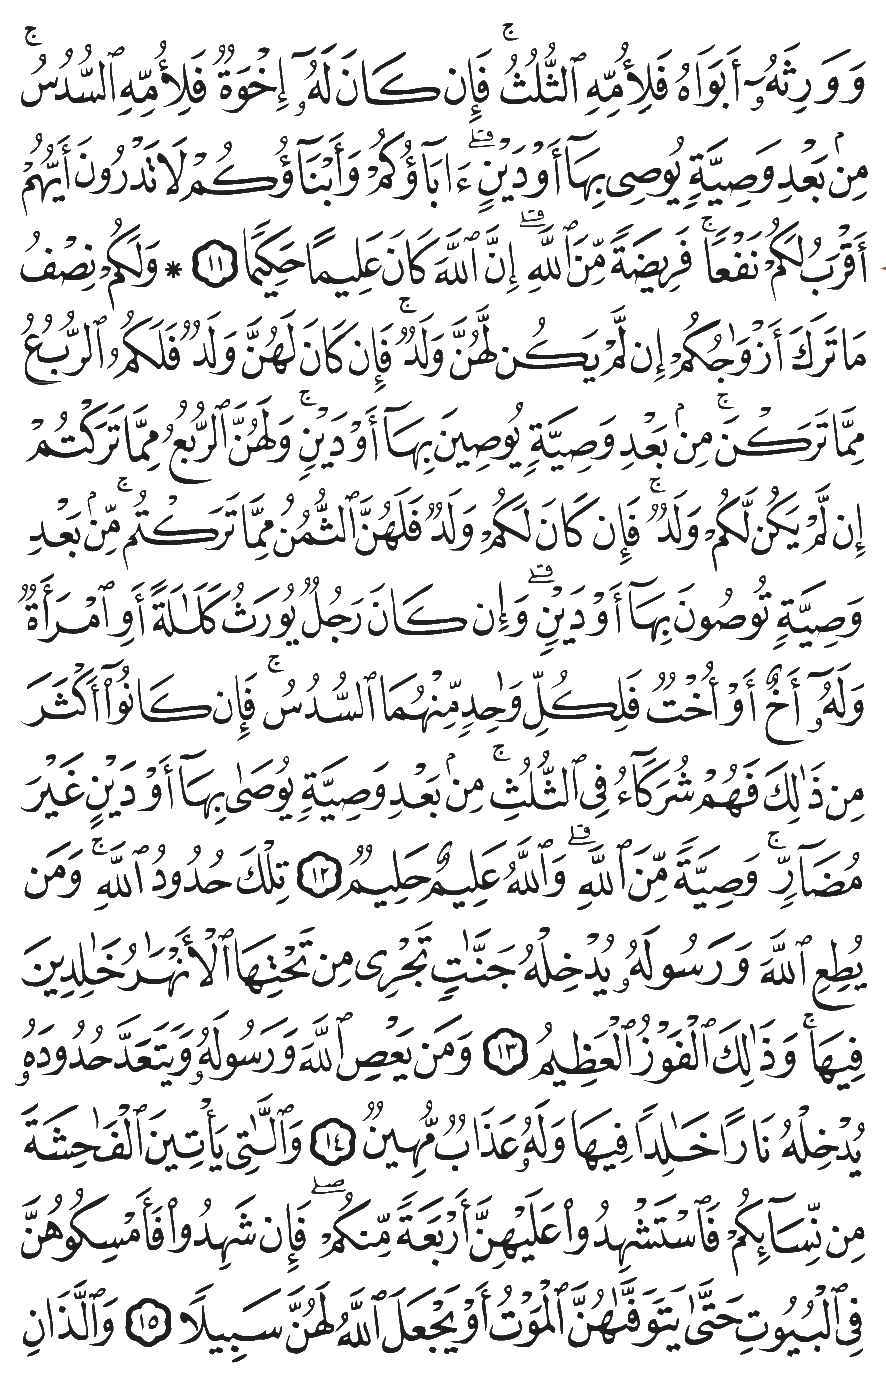 وَوَرِثَهُۥٓ أَبَوَاهُ فَلِأُمِّهِ ٱلثُّلُثُۚ فَإِن كَانَ لَهُۥٓ إِخۡوَةٞ فَلِأُمِّهِ ٱلسُّدُسُۚ
مِنۢ بَعۡدِ وَصِيَّةٖ يُوصِي بِهَآ أَوۡ دَيۡنٍۗ ءَابَآؤُكُمۡ وَأَبۡنَآؤُكُمۡ لَا تَدۡرُونَ أَيُّهُمۡ
أَقۡرَبُ لَكُمۡ نَفۡعٗاۚ فَرِيضَةٗ مِّنَ ٱللَّهِۗ إِنَّ ٱللَّهَ كَانَ عَلِيمًا حَكِيمٗا ١١ * وَلَكُمۡ نِصۡفُ
مَا تَرَكَ أَزۡوَٰجُكُمۡ إِن لَّمۡ يَكُن لَّهُنَّ وَلَدٞۚ فَإِن كَانَ لَهُنَّ وَلَدٞ فَلَكُمُ ٱلرُّبُعُ
مِمَّا تَرَكۡنَۚ مِنۢ بَعۡدِ وَصِيَّةٖ يُوصِينَ بِهَآ أَوۡ دَيۡنٖۚ وَلَهُنَّ ٱلرُّبُعُ مِمَّا تَرَكۡتُمۡ
إِن لَّمۡ يَكُن لَّكُمۡ وَلَدٞۚ فَإِن كَانَ لَكُمۡ وَلَدٞ فَلَهُنَّ ٱلثُّمُنُ مِمَّا تَرَكۡتُمۚ مِّنۢ بَعۡدِ
وَصِيَّةٖ تُوصُونَ بِهَآ أَوۡ دَيۡنٖۗ وَإِن كَانَ رَجُلٞ يُورَثُ كَلَٰلَةً أَوِ ٱمۡرَأَةٞ
وَلَهُۥٓ أَخٌ أَوۡ أُخۡتٞ فَلِكُلِّ وَٰحِدٖ مِّنۡهُمَا ٱلسُّدُسُۚ فَإِن كَانُوٓاْ أَكۡثَرَ
مِن ذَٰلِكَ فَهُمۡ شُرَكَآءُ فِي ٱلثُّلُثِۚ مِنۢ بَعۡدِ وَصِيَّةٖ يُوصَىٰ بِهَآ أَوۡ دَيۡنٍ غَيۡرَ
مُضَآرّٖۚ وَصِيَّةٗ مِّنَ ٱللَّهِۗ وَٱللَّهُ عَلِيمٌ حَلِيمٞ ١٢ تِلۡكَ حُدُودُ ٱللَّهِۚ وَمَن
يُطِعِ ٱللَّهَ وَرَسُولَهُۥ يُدۡخِلۡهُ جَنَّٰتٖ تَجۡرِي مِن تَحۡتِهَا ٱلۡأَنۡهَٰرُ خَٰلِدِينَ
فِيهَاۚ وَذَٰلِكَ ٱلۡفَوۡزُ ٱلۡعَظِيمُ ١٣ وَمَن يَعۡصِ ٱللَّهَ وَرَسُولَهُۥ وَيَتَعَدَّ حُدُودَهُۥ
يُدۡخِلۡهُ نَارًا خَٰلِدٗا فِيهَا وَلَهُۥ عَذَابٞ مُّهِينٞ ١٤ وَٱلَّٰتِي يَأۡتِينَ ٱلۡفَٰحِشَةَ
مِن نِّسَآئِكُمۡ فَٱسۡتَشۡهِدُواْ عَلَيۡهِنَّ أَرۡبَعَةٗ مِّنكُمۡۖ فَإِن شَهِدُواْ فَأَمۡسِكُوهُنَّ
فِي ٱلۡبُيُوتِ حَتَّىٰ يَتَوَفَّىٰهُنَّ ٱلۡمَوۡتُ أَوۡ يَجۡعَلَ ٱللَّهُ لَهُنَّ سَبِيلٗا ١٥ وَٱلَّذَانِ